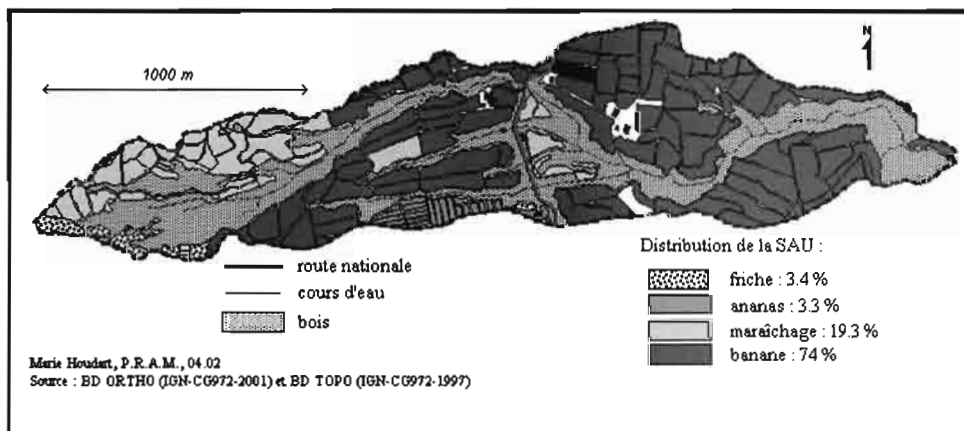 N
1000 m
Distribution de la SAU :
route nationale
cours d'eau
bois
friche : 3.4 %
ananas : 3.3 %
maraîchage : 19.3 %
banane : 74 %
Marie Houdart, P.R.A.M., 04.02
Source : BD ORTHO (IGN-CG972-2001) et BD TOPO (IGN-CG972-1997)